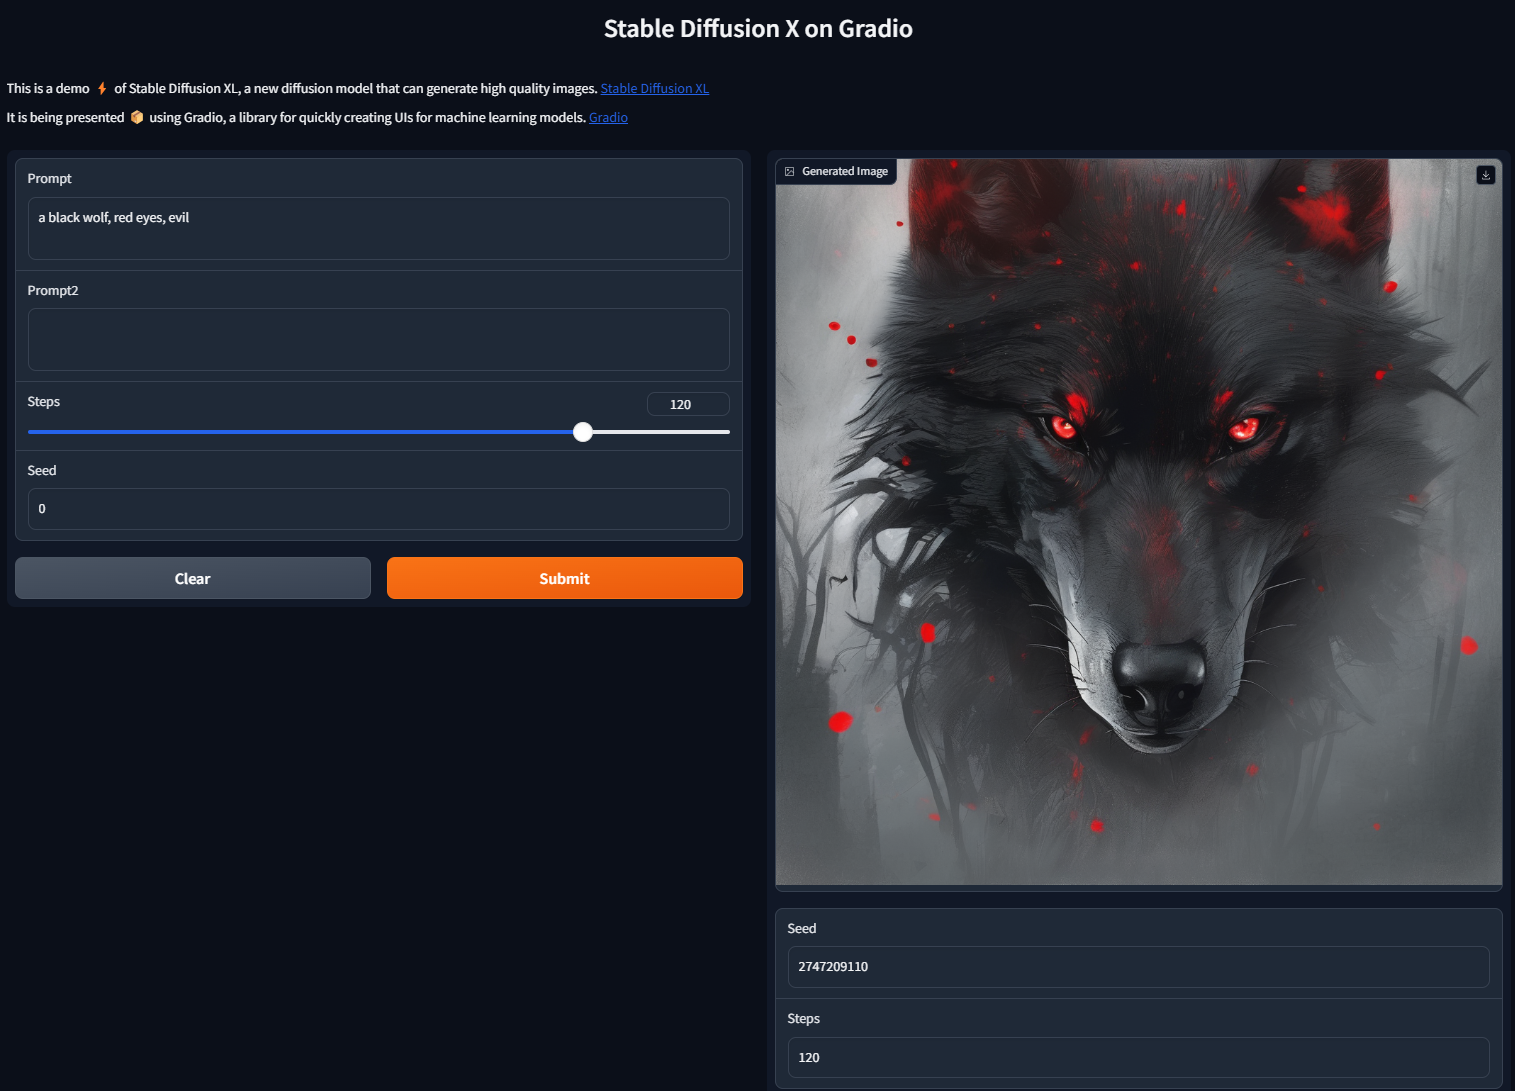 Stable Diffusion X on Gradio
This is a demo ⚡ of Stable Diffusion XL, a new diffusion model that can generate high quality images. Stable Diffusion XL
It is being presented 📦 using Gradio, a library for quickly creating UIs for machine learning models. Gradio
Prompt
a black wolf, red eyes, evil
Prompt2
Steps
120
Seed
0
Clear
Submit
Generated Image
Seed
2747209110
Steps
120